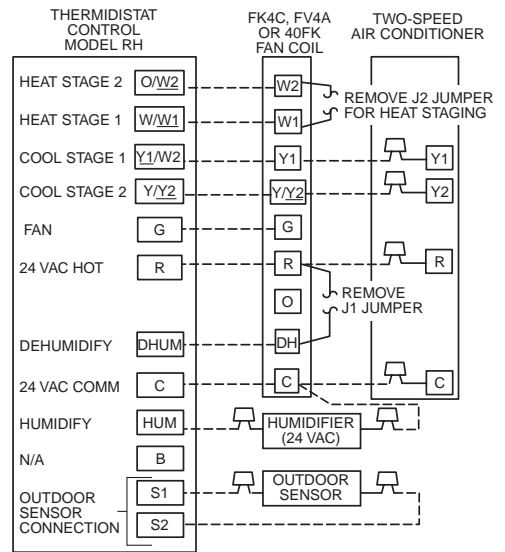 THERMIDISTAT
CONTROL
MODEL RH
FK4C, FV4A
OR 40FK
FAN COIL
TWO-SPEED
AIR CONDITIONER
HEAT STAGE 2 O/W2 W2
REMOVE J2 JUMPER
FOR HEAT STAGING
HEAT STAGE 1 W/W1 W1
COOL STAGE 1 Y1/W2 Y1 Y1
COOL STAGE 2 Y/Y2 Y/Y2 Y2
FAN G G
24 VAC HOT R R R
O
REMOVE
J1 JUMPER
DEHUMIDIFY DHUM DH
24 VAC COMM C C C
HUMIDIFY HUM
HUMIDIFIER
(24 VAC)
N/A B
OUTDOOR
SENSOR
CONNECTION
S1
S2
OUTDOOR
SENSOR